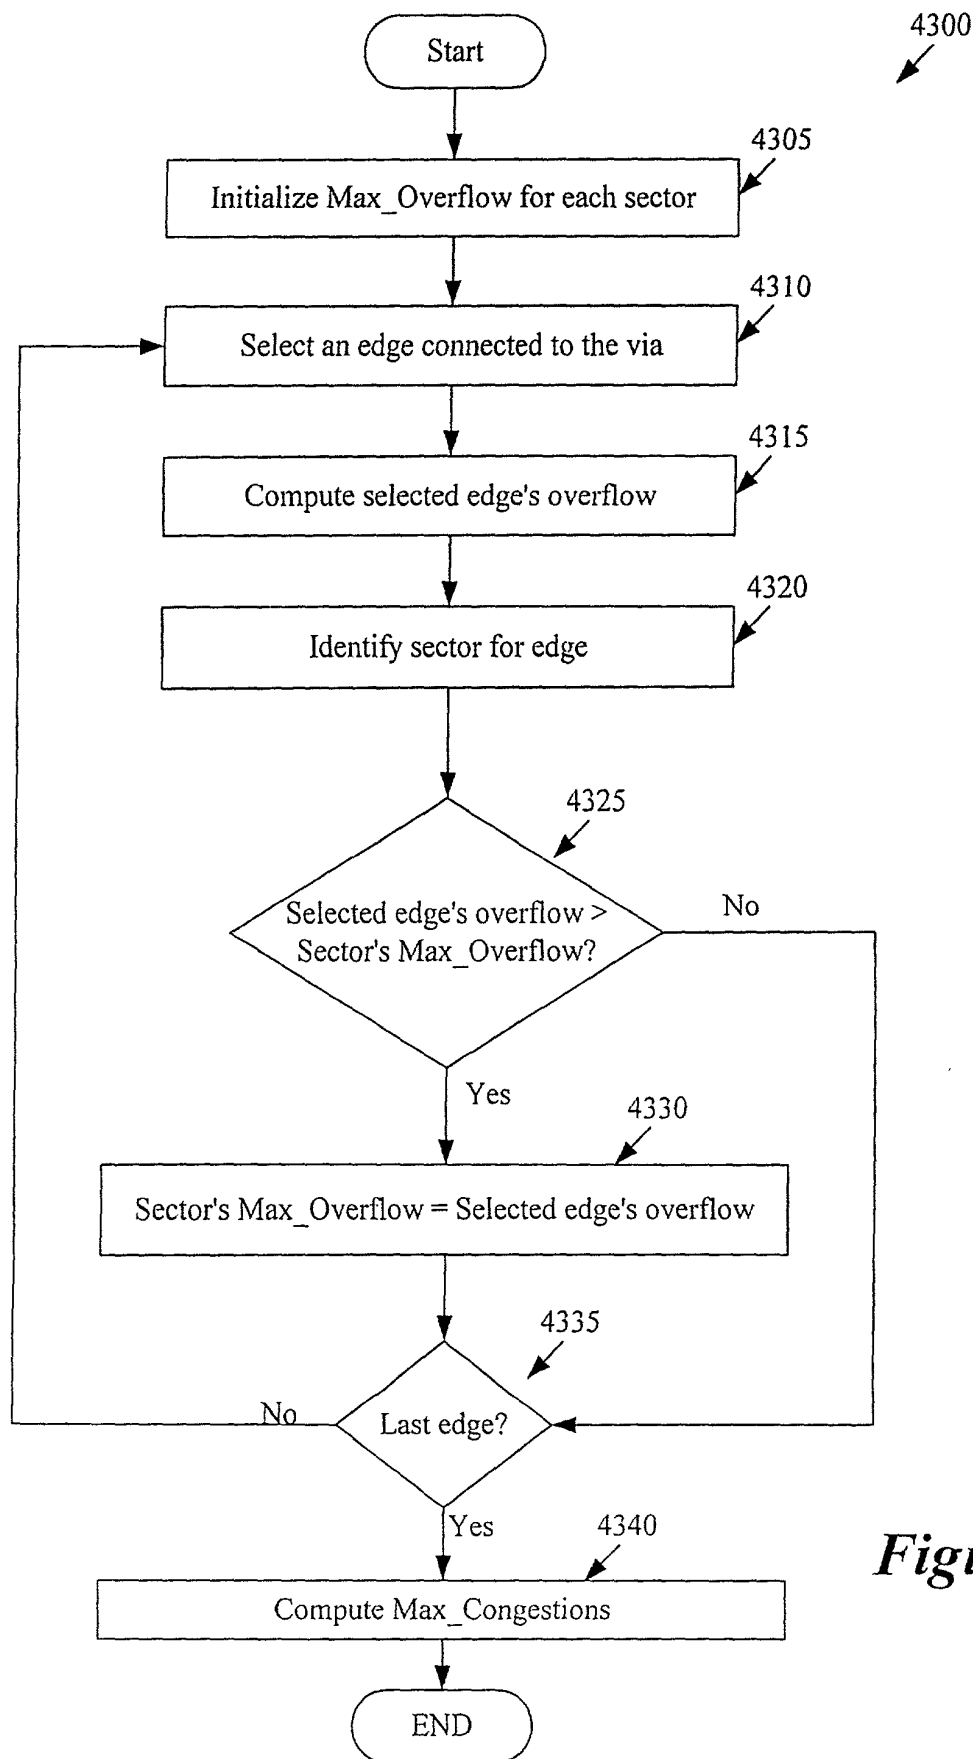 Start
4300
4305
Initialize Max_Overflow for each sector
4310
Select an edge connected to the via
4315
Compute selected edge's overflow
4320
Identify sector for edge
4325
Selected edge's overflow >
Sector's Max_Overflow?
No
Yes
4330
Sector's Max_Overflow = Selected edge's overflow
4335
Last edge?
No
Yes
4340
Compute Max_Congestions
END